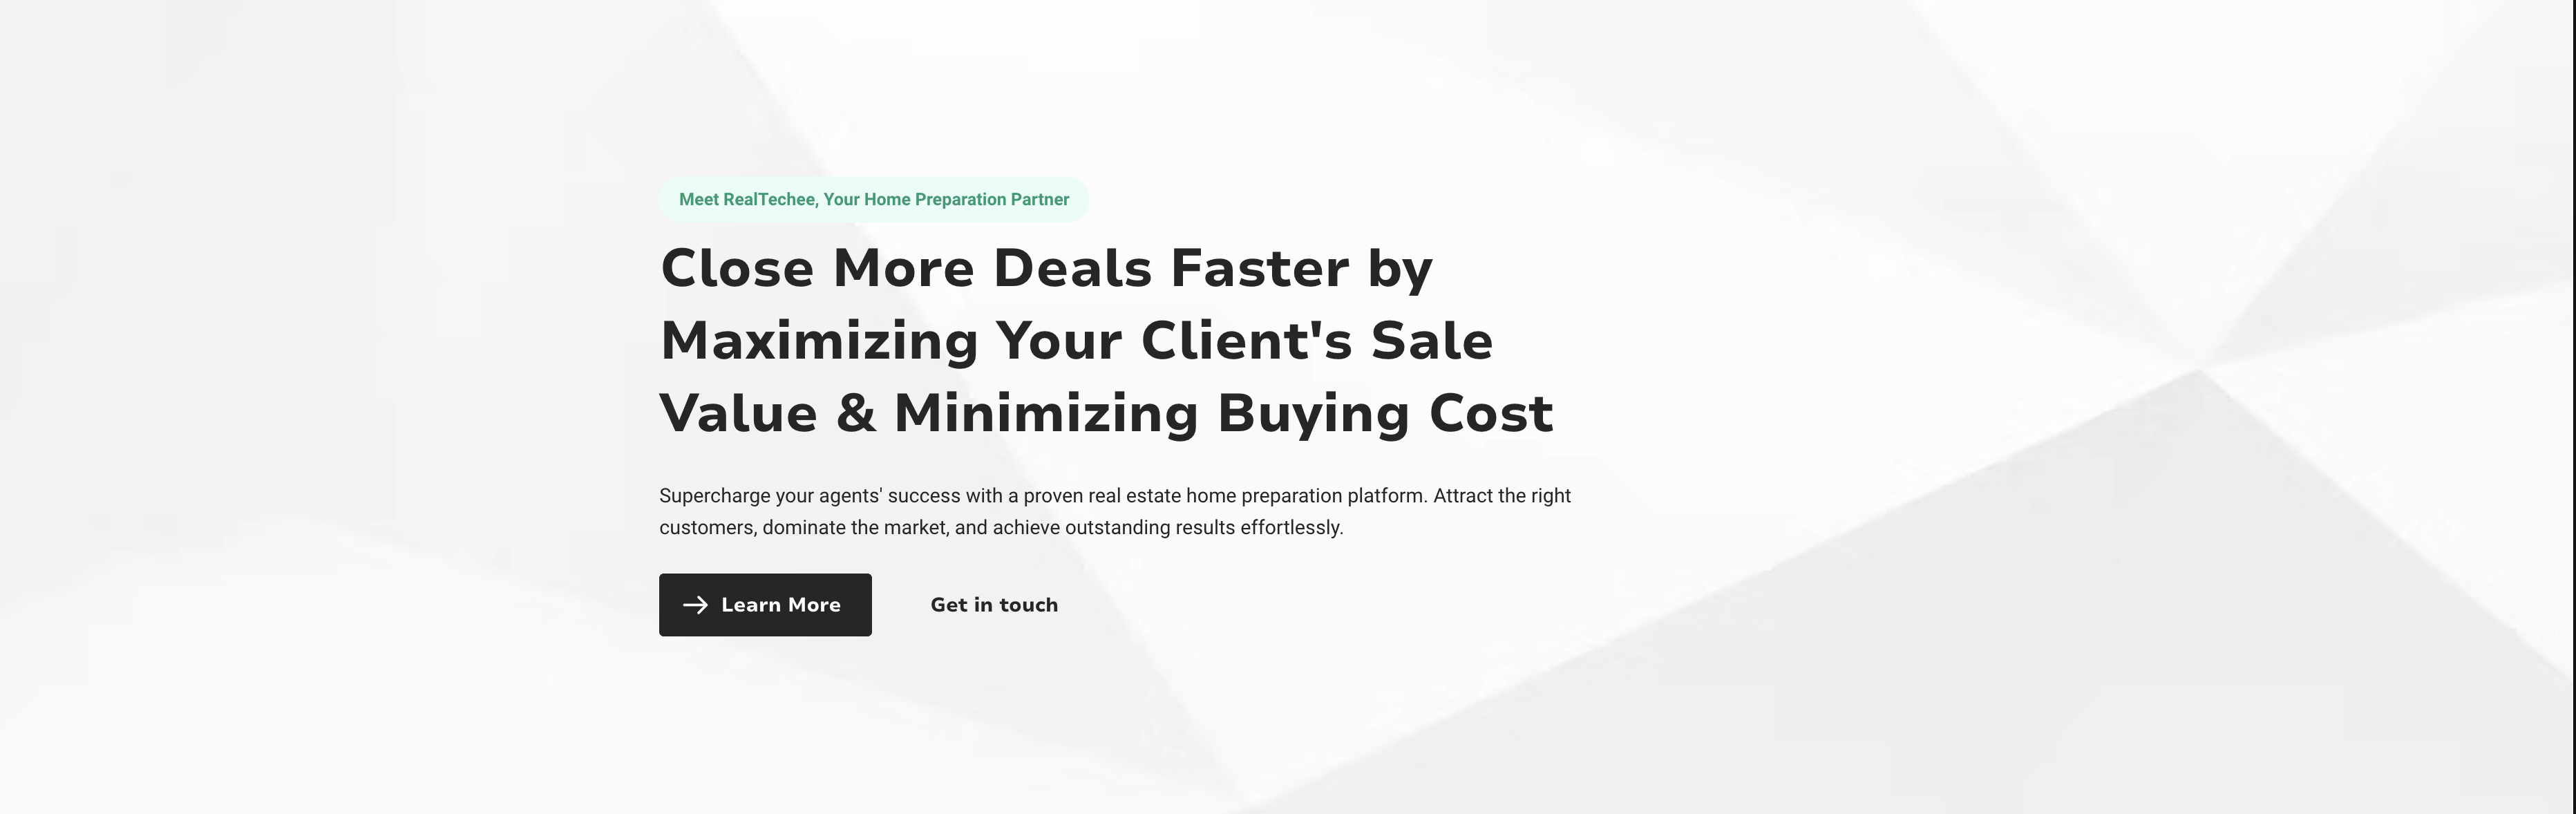 Meet RealTechee, Your Home Preparation Partner
Close More Deals Faster by
Maximizing Your Client's Sale
Value & Minimizing Buying Cost
Supercharge your agents' success with a proven real estate home preparation platform. Attract the right
customers, dominate the market, and achieve outstanding results effortlessly.
Learn More
Get in touch